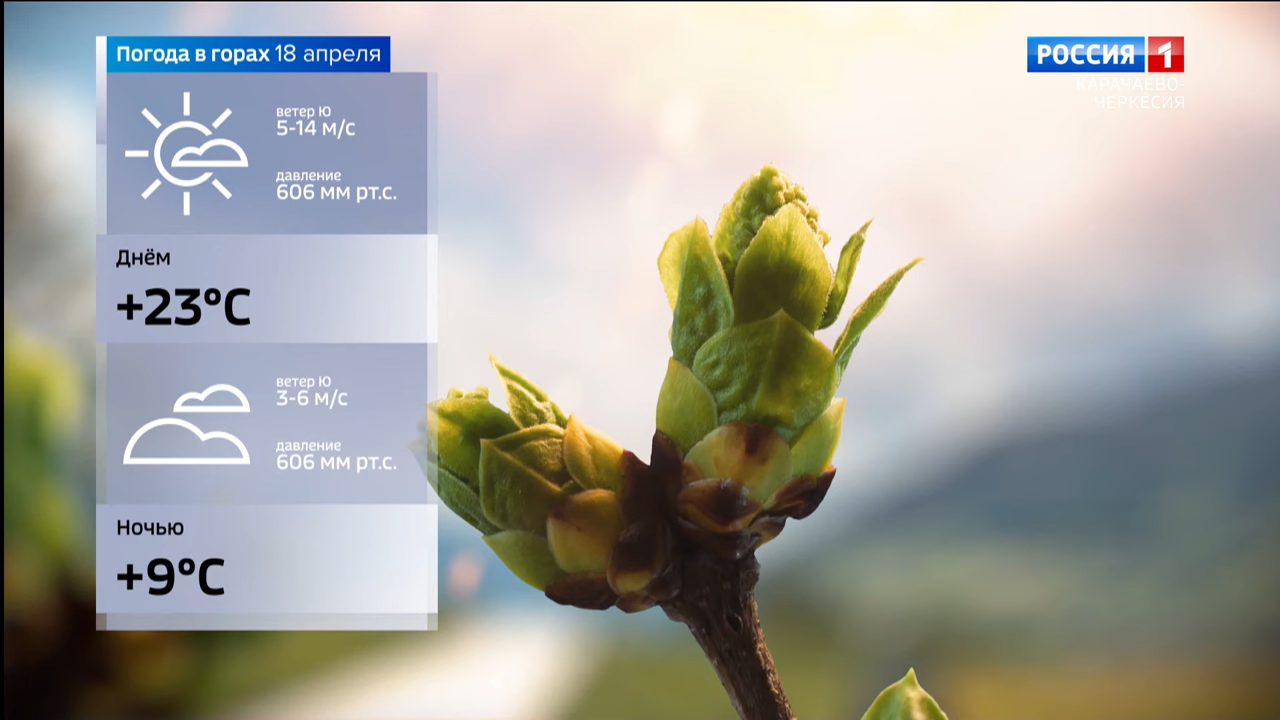 Погода в горах 18 апреля
РОССИЯ 1
КАРАЧАЕВО-
ЧЕРКЕСИЯ
ветер Ю
5-14 м/с
давление
606 мм рт.с.
Днём
+23°C
ветер Ю
3-6 м/с
давление
606 мм рт.с.
Ночью
+9°C